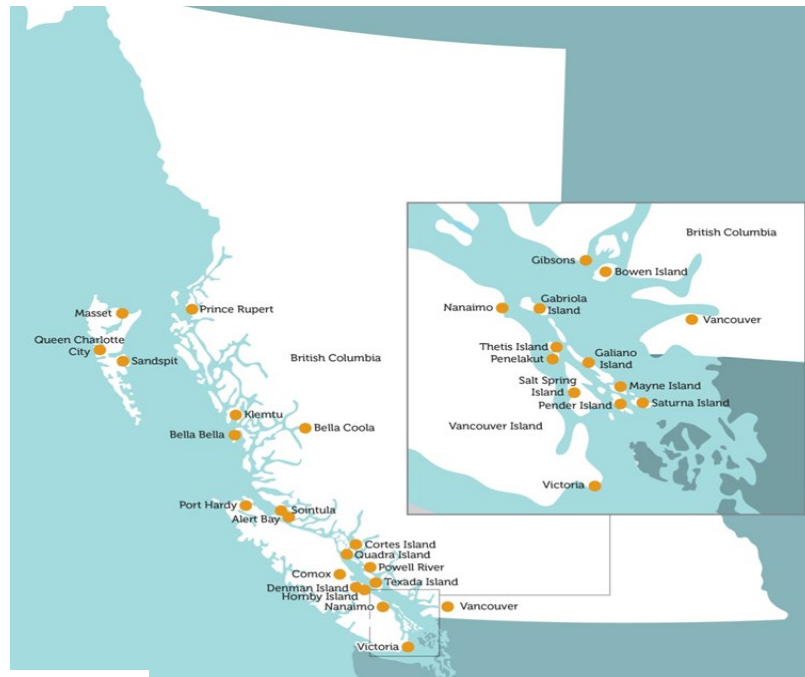 British Columbia
Gibsons
Bowen Island
Nanaimo
Gabriola
Island
Vancouver
Thetis Island
Penelakut
Galiano
Island
Salt Spring
Island
Mayne Island
Pender Island
Saturna Island
Vancouver Island
Victoria
Masset
Prince Rupert
Queen Charlotte
City
Sandspit
British Columbia
Klemtu
Bella Bella
Bella Coola
Port Hardy
Sointula
Alert Bay
Cortes Island
Quadra Island
Powell River
Comox
Texada Island
Denman Island
Hornby Island
Nanaimo
Vancouver
Victoria